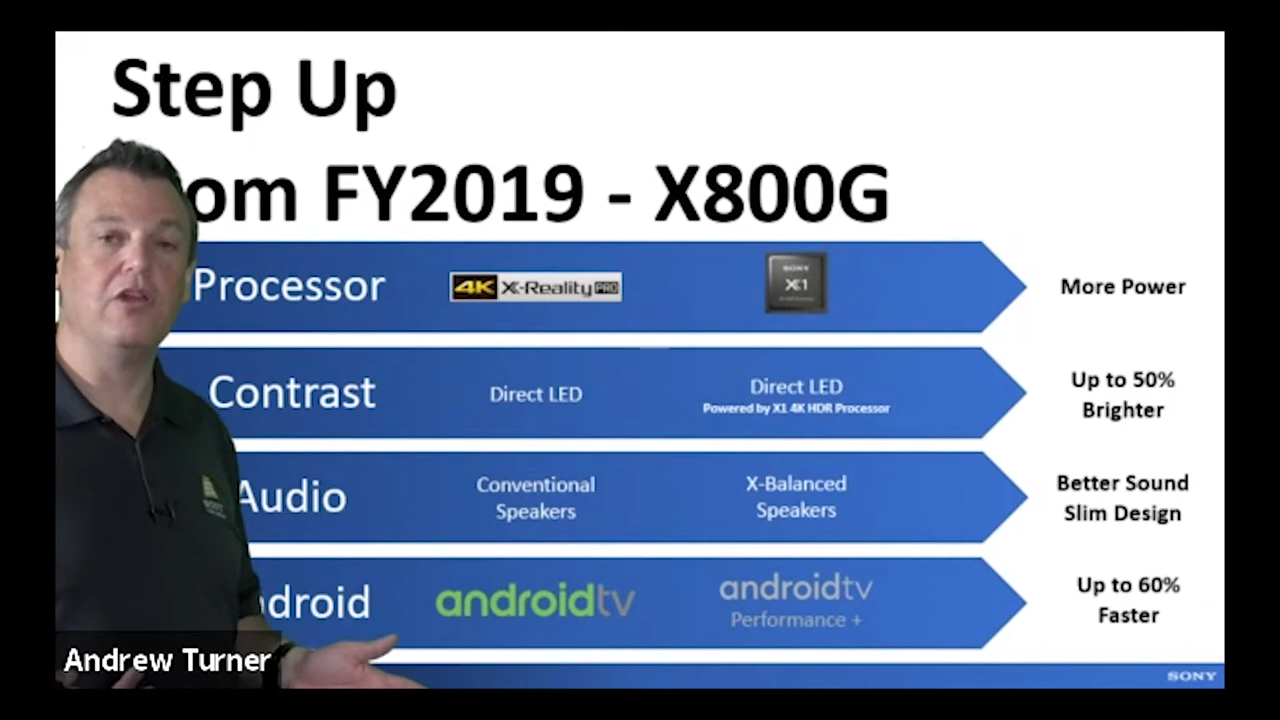 Step Up
om FY2019 - X800G
Processor
4K X-Reality PRO
SONY
X1
More Power
Contrast
Direct LED
Direct LED
Powered by X1 4K HDR Processor
Up to 50%
Brighter
Audio
Conventional
Speakers
X-Balanced
Speakers
Better Sound
Slim Design
ndroid
androidtv
androidtv
Performance +
Up to 60%
Faster
Andrew Turner
SONY